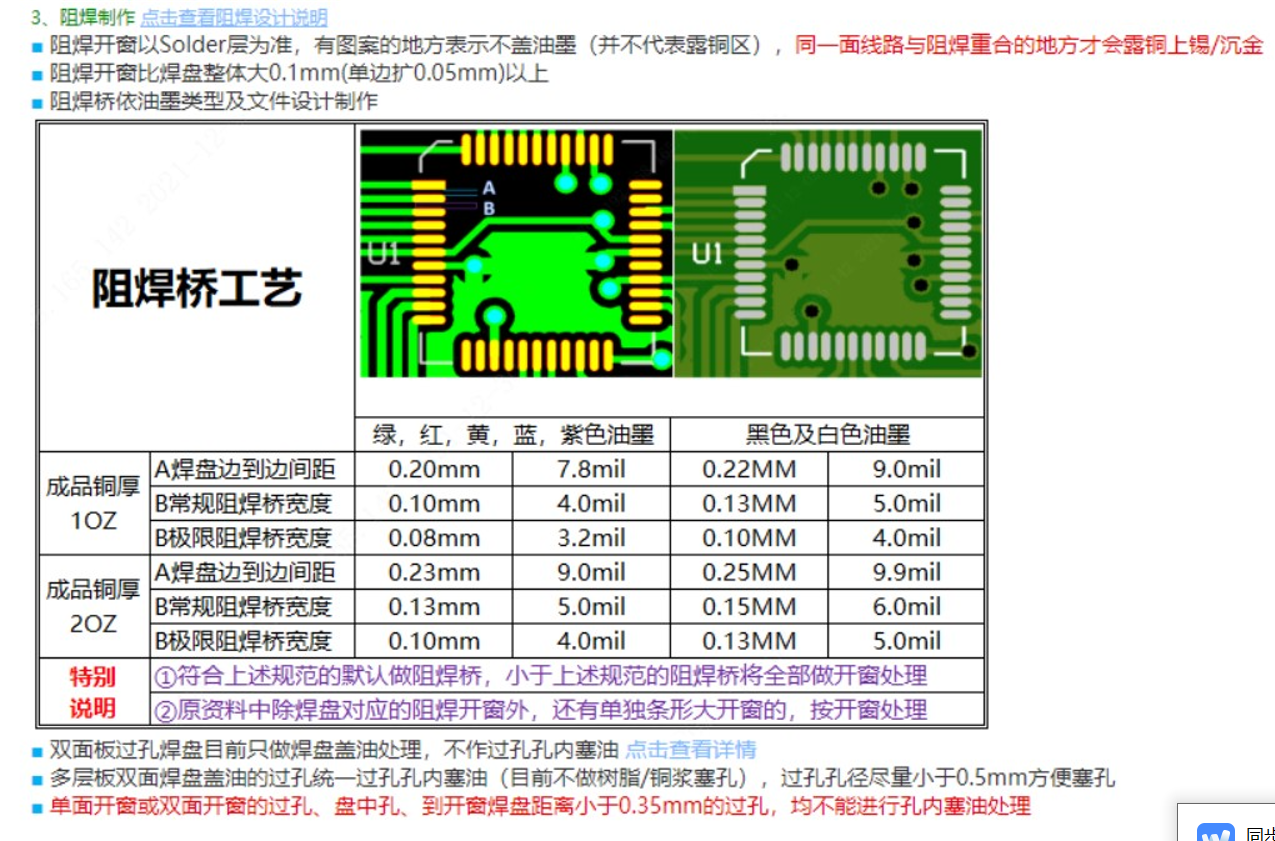 3、阻焊制作 点击查看阻焊设计说明
■ 阻焊开窗以Solder层为准，有图案的地方表示不盖油墨（并不代表露铜区），同一面线路与阻焊重合的地方才会露铜上锡/沉金
■ 阻焊开窗比焊盘整体大0.1mm(单边扩0.05mm)以上
■ 阻焊桥依油墨类型及文件设计制作
阻焊桥工艺
A
B
U1
U1
绿，红，黄，蓝，紫色油墨 黑色及白色油墨
成品铜厚 1OZ
A焊盘边到边间距 0.20mm 7.8mil 0.22MM 9.0mil
B常规阻焊桥宽度 0.10mm 4.0mil 0.13MM 5.0mil
B极限阻焊桥宽度 0.08mm 3.2mil 0.10MM 4.0mil
成品铜厚 2OZ
A焊盘边到边间距 0.23mm 9.0mil 0.25MM 9.9mil
B常规阻焊桥宽度 0.13mm 5.0mil 0.15MM 6.0mil
B极限阻焊桥宽度 0.10mm 4.0mil 0.13MM 5.0mil
特别说明
①符合上述规范的默认做阻焊桥，小于上述规范的阻焊桥将全部做开窗处理
②原资料中除焊盘对应的阻焊开窗外，还有单独条形大开窗的，按开窗处理
■ 双面板过孔焊盘目前只做焊盘盖油处理，不作过孔孔内塞油 点击查看详情
■ 多层板双面焊盘盖油的过孔统一过孔孔内塞油（目前不做树脂/铜浆塞孔），过孔孔径尽量小于0.5mm方便塞孔
■ 单面开窗或双面开窗的过孔、盘中孔、到开窗焊盘距离小于0.35mm的过孔，均不能进行孔内塞油处理
同步